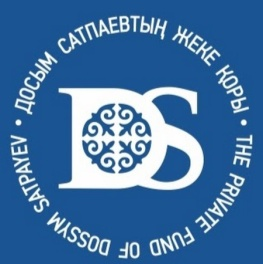 ДОСЫМ САТПАЕВТЫҢ ЖЕКЕ ҚОРЫ
THE PRIVATE FUND OF DOSSYM SATPAYEV
DS